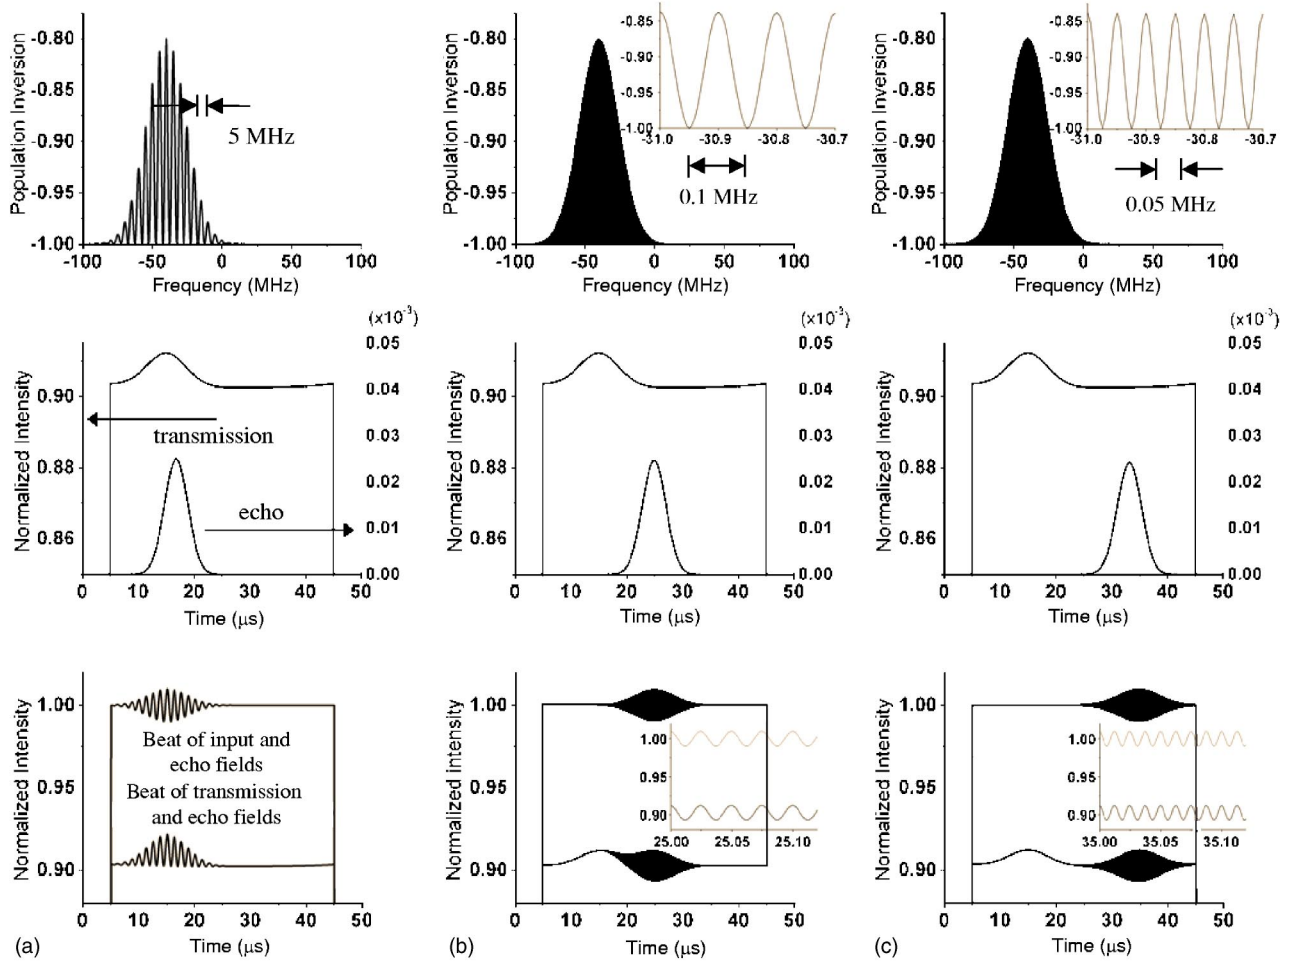 -0.80
-0.85
-0.90
-0.95
-1.00
Population Inversion
5 MHz
-100
-50
0
50
100
Frequency (MHz)
-0.80
-0.85
-0.90
-0.95
-1.00
Population Inversion
-0.85
-0.90
-0.95
-1.00
-31.0
-30.9
-30.8
-30.7
0.1 MHz
-100
-50
0
50
100
Frequency (MHz)
-0.80
-0.85
-0.90
-0.95
-1.00
Population Inversion
-0.85
-0.90
-0.95
-1.00
-31.0
-30.9
-30.8
-30.7
0.05 MHz
-100
-50
0
50
100
Frequency (MHz)
(x10⁻³)
0.90
0.88
0.86
Normalized Intensity
transmission
echo
0.05
0.04
0.03
0.02
0.01
0.00
0 10 20 30 40 50
Time (μs)
(x10⁻³)
0.90
0.88
0.86
Normalized Intensity
0.05
0.04
0.03
0.02
0.01
0.00
0 10 20 30 40 50
Time (μs)
(x10⁻³)
0.90
0.88
0.86
Normalized Intensity
0.05
0.04
0.03
0.02
0.01
0.00
0 10 20 30 40 50
Time (μs)
1.00
0.95
0.90
Normalized Intensity
Beat of input and
echo fields
Beat of transmission
and echo fields
0 10 20 30 40 50
Time (μs)
(a)
1.00
0.95
0.90
Normalized Intensity
1.00
0.95
0.90
25.00 25.05 25.10
0 10 20 30 40 50
Time (μs)
(b)
1.00
0.95
0.90
Normalized Intensity
1.00
0.95
0.90
35.00 35.05 35.10
0 10 20 30 40 50
Time (μs)
(c)